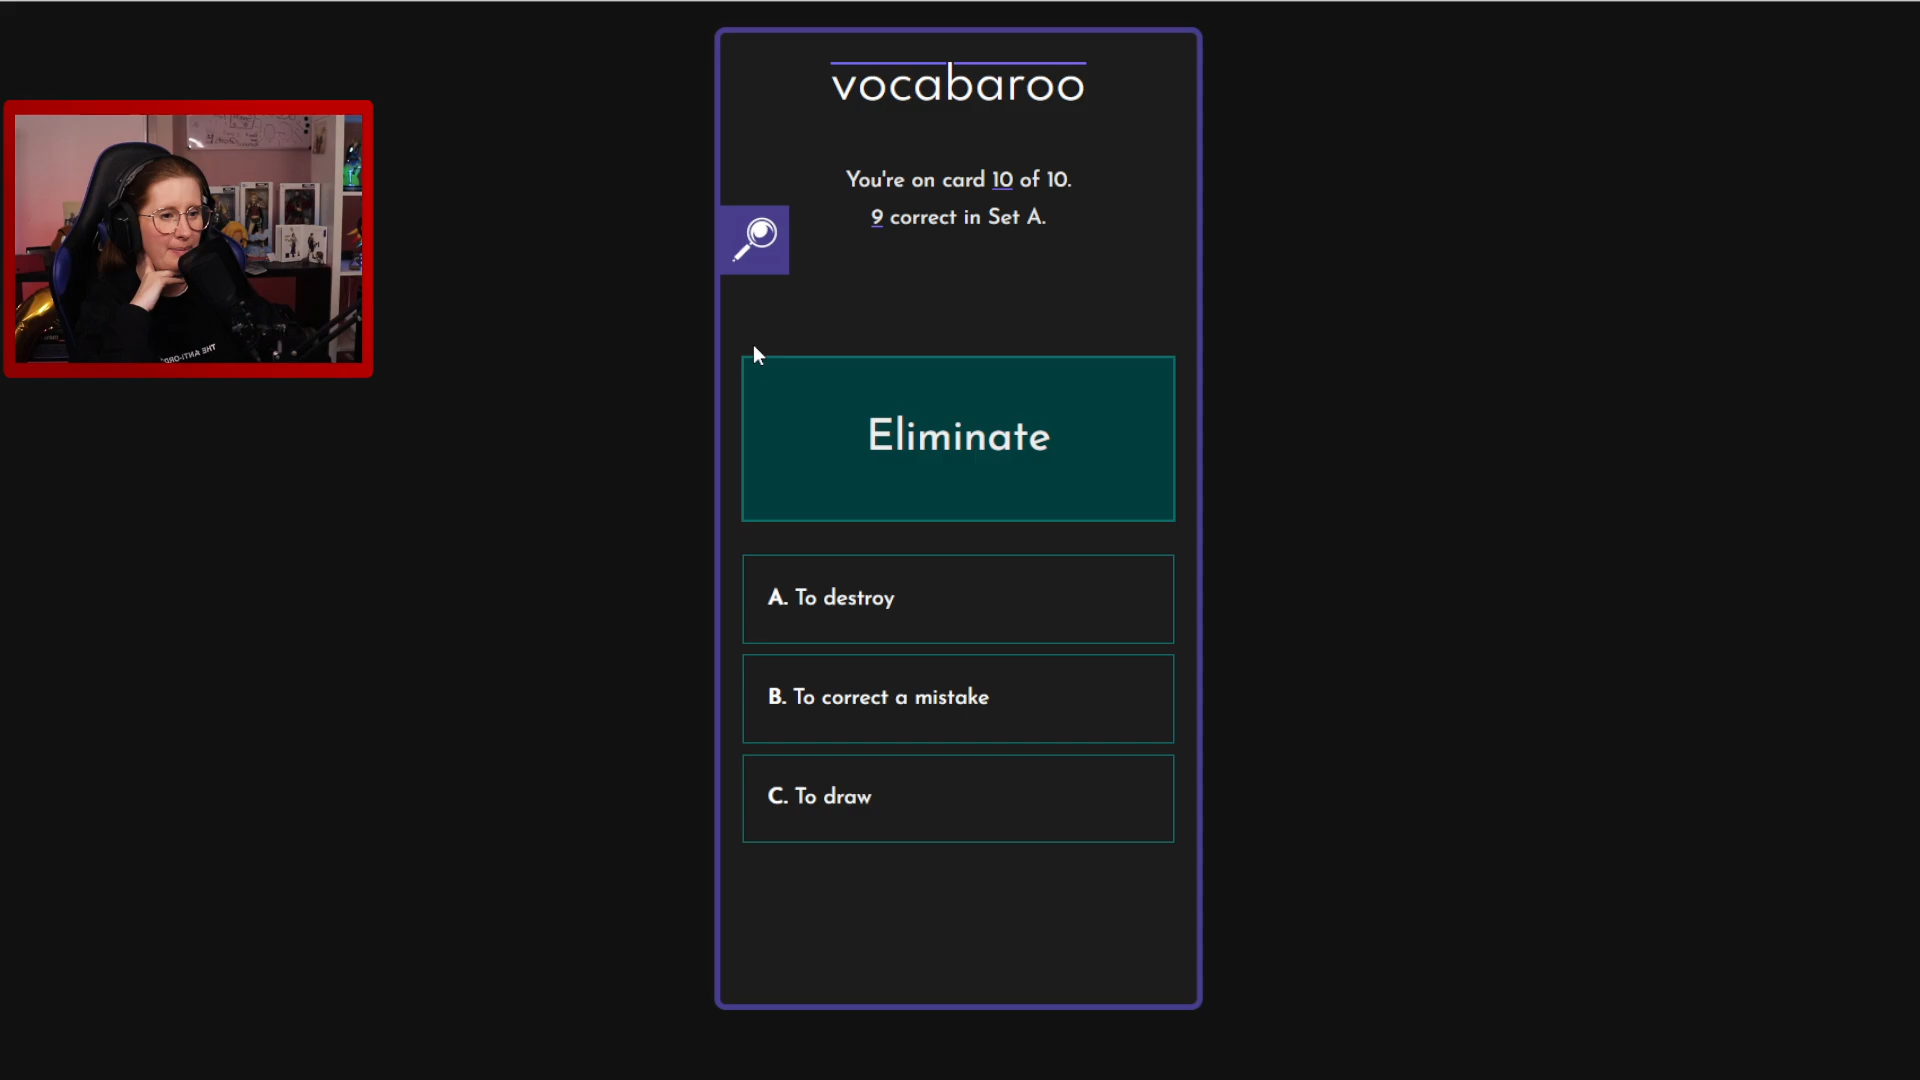 vocabaroo
You're on card 10 of 10.
9 correct in Set A.
Eliminate
A. To destroy
B. To correct a mistake
C. To draw